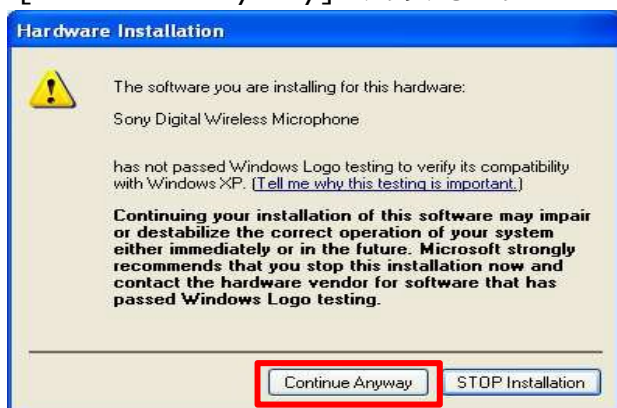 Hardware Installation
The software you are installing for this hardware:
Sony Digital Wireless Microphone
has not passed Windows Logo testing to verify its compatibility
with Windows XP. (Tell me why this testing is important.)
Continuing your installation of this software may impair
or destabilize the correct operation of your system
either immediately or in the future. Microsoft strongly
recommends that you stop this installation now and
contact the hardware vendor for software that has
passed Windows Logo testing.
Continue Anyway
STOP Installation